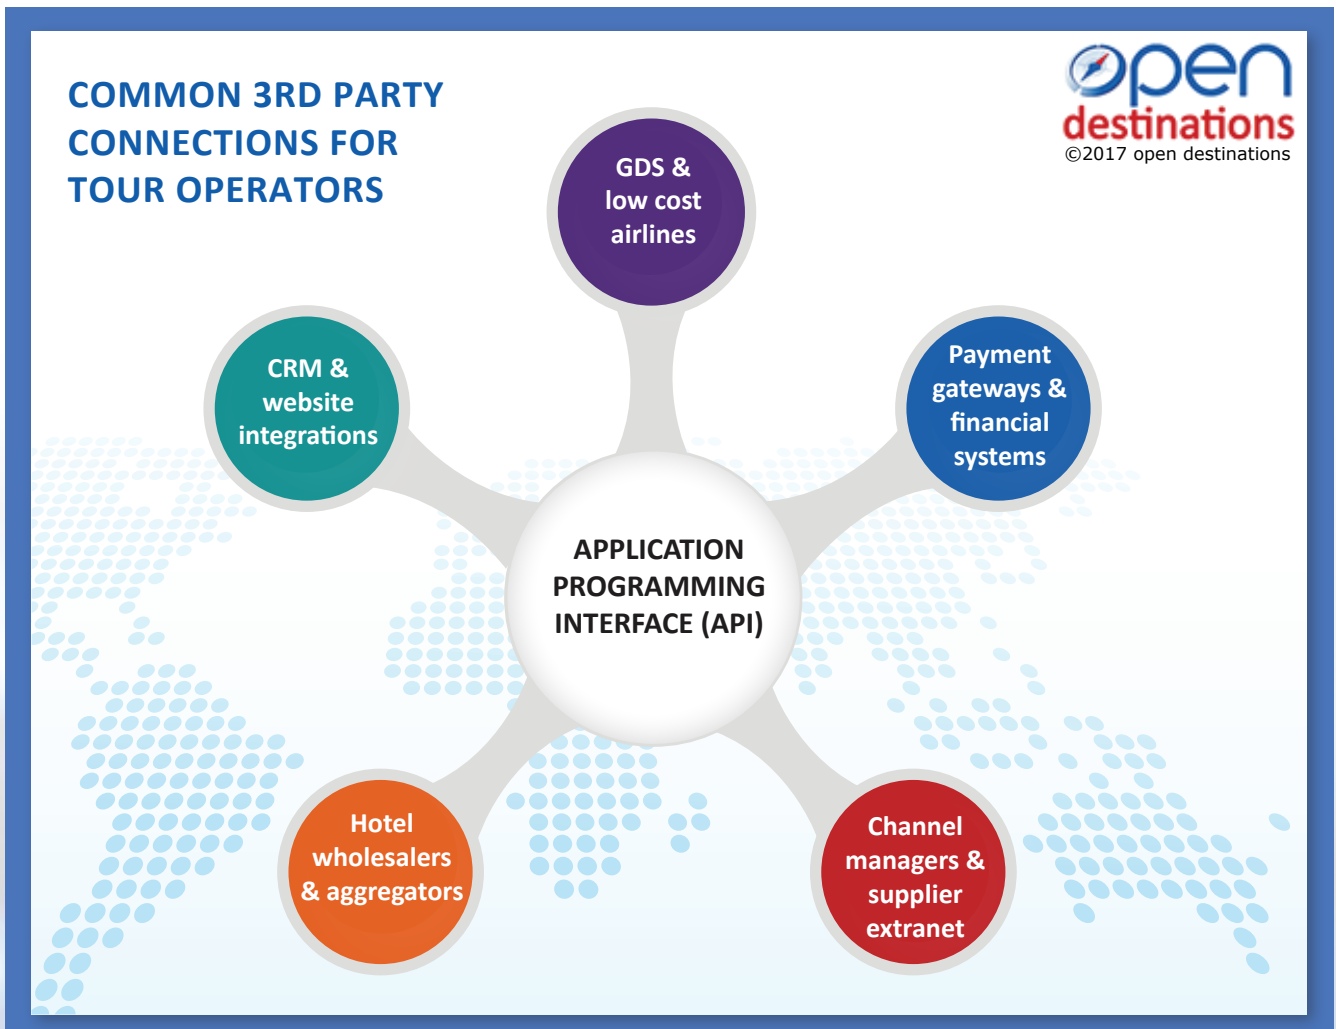 COMMON 3RD PARTY
CONNECTIONS FOR
TOUR OPERATORS
open
destinations
©2017 open destinations
GDS &
low cost
airlines
CRM &
website
integrations
Payment
gateways &
financial
systems
APPLICATION
PROGRAMMING
INTERFACE (API)
Hotel
wholesalers
& aggregators
Channel
managers &
supplier
extranet